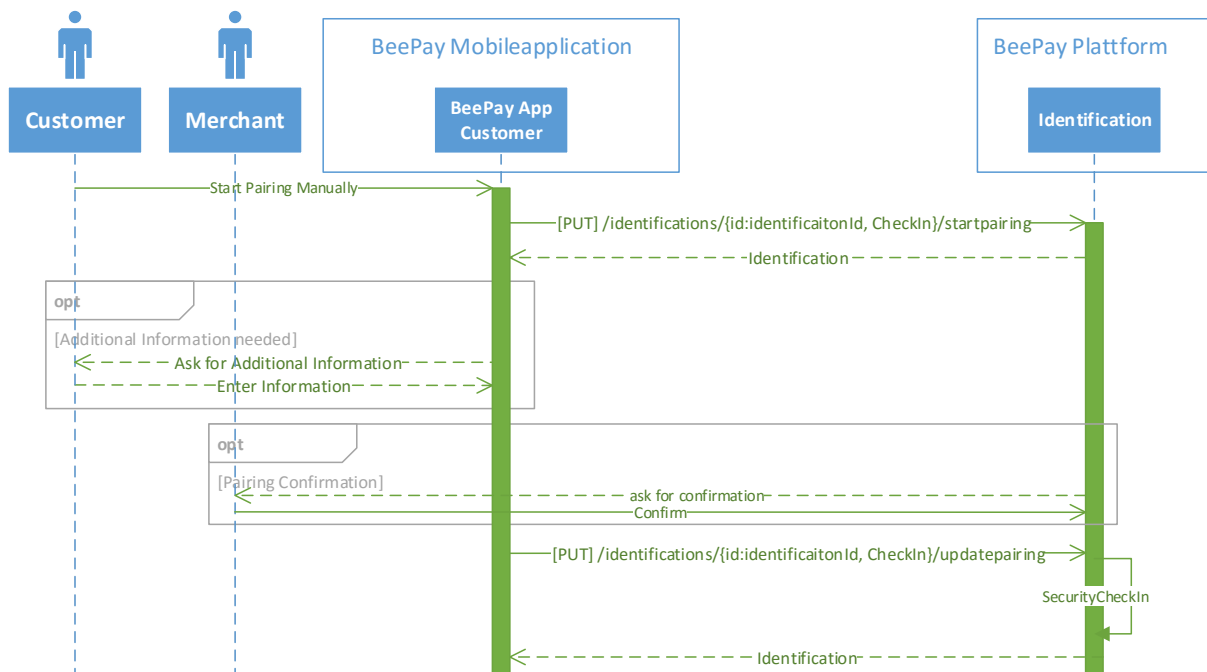 BeePay Mobileapplication
BeePay Plattform
Customer
Merchant
BeePay App
Customer
Identification
Start Pairing Manually
[PUT] /identifications/{id:identificaitonId, CheckIn}/startpairing
Identification
opt
[Additional Information needed]
Ask for Additional Information
Enter Information
opt
[Pairing Confirmation]
ask for confirmation
Confirm
[PUT] /identifications/{id:identificaitonId, CheckIn}/updatepairing
SecurityCheckIn
Identification